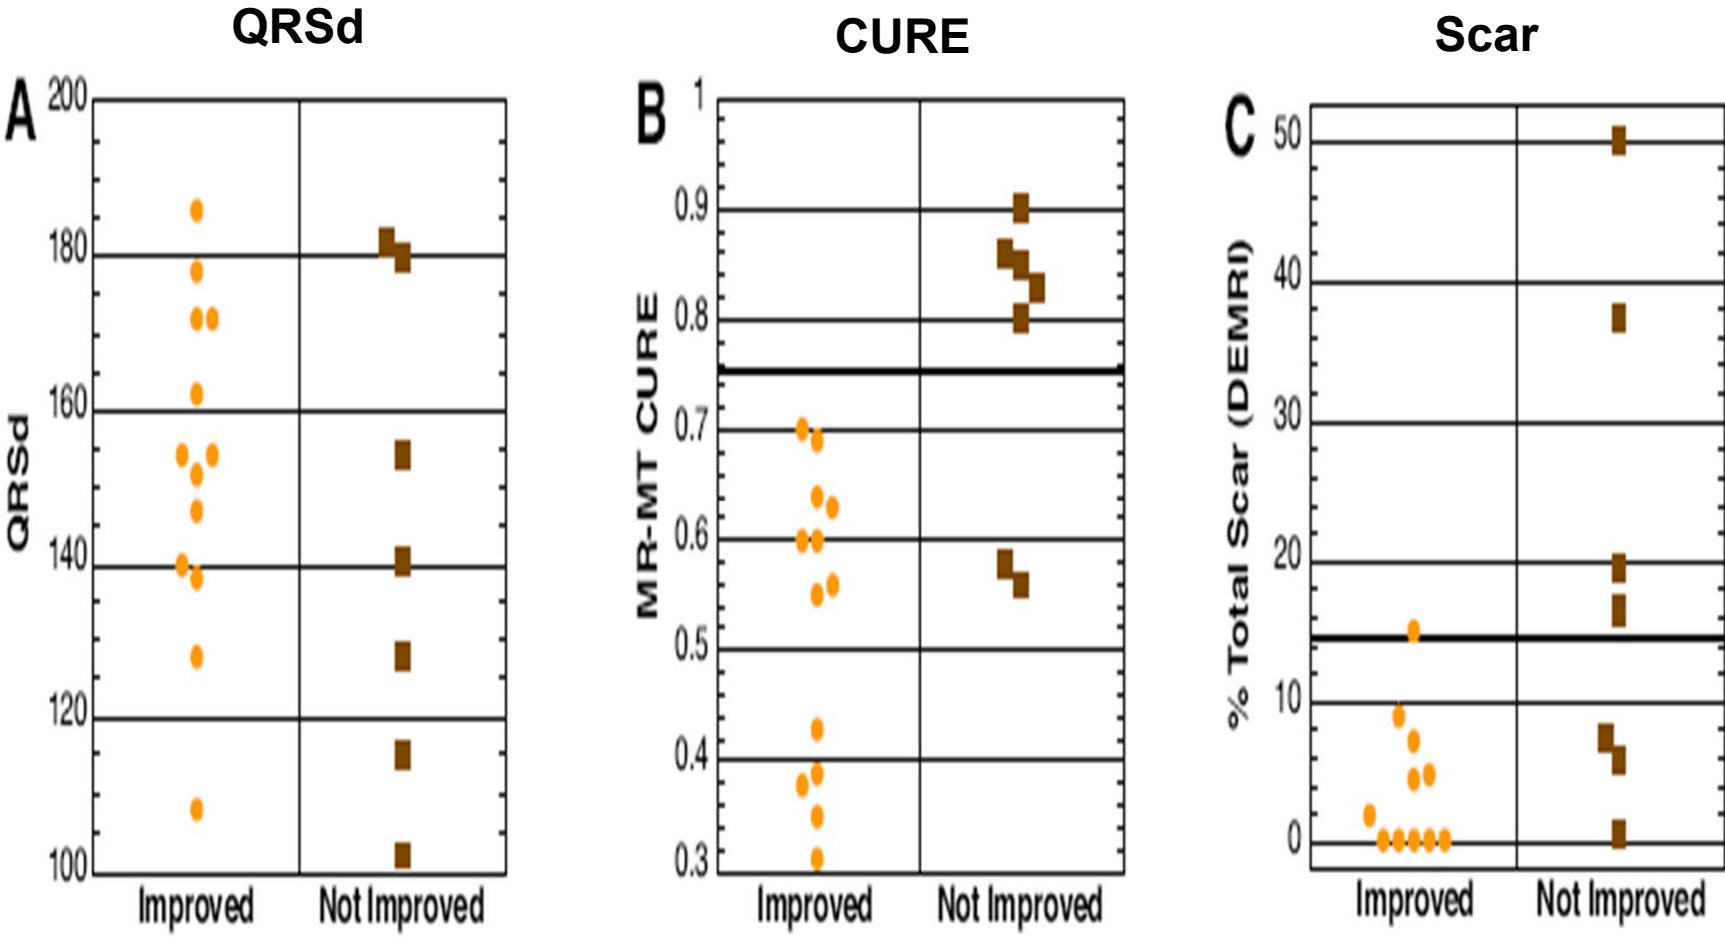 QRSd
CURE
Scar
A
QRSd
200
180
160
140
120
100
Improved
Not Improved
B
MR-MT CURE
1
0.9
0.8
0.7
0.6
0.5
0.4
0.3
Improved
Not Improved
C
% Total Scar (DEMRI)
50
40
30
20
10
0
Improved
Not Improved